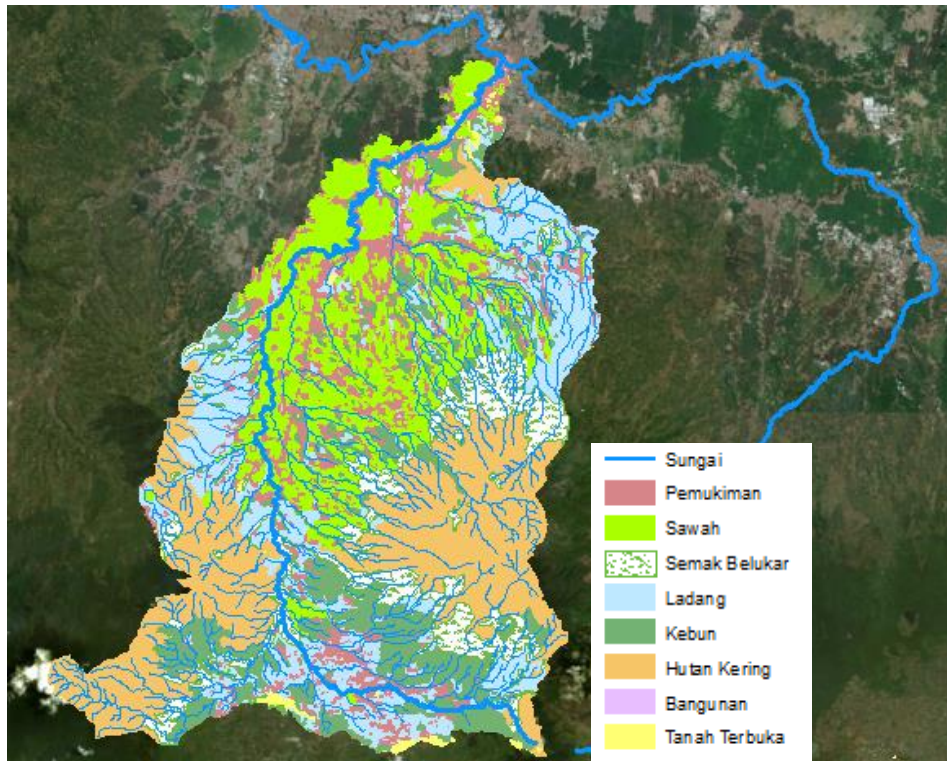 Sungai
Pemukiman
Sawah
Semak Belukar
Ladang
Kebun
Hutan Kering
Bangunan
Tanah Terbuka